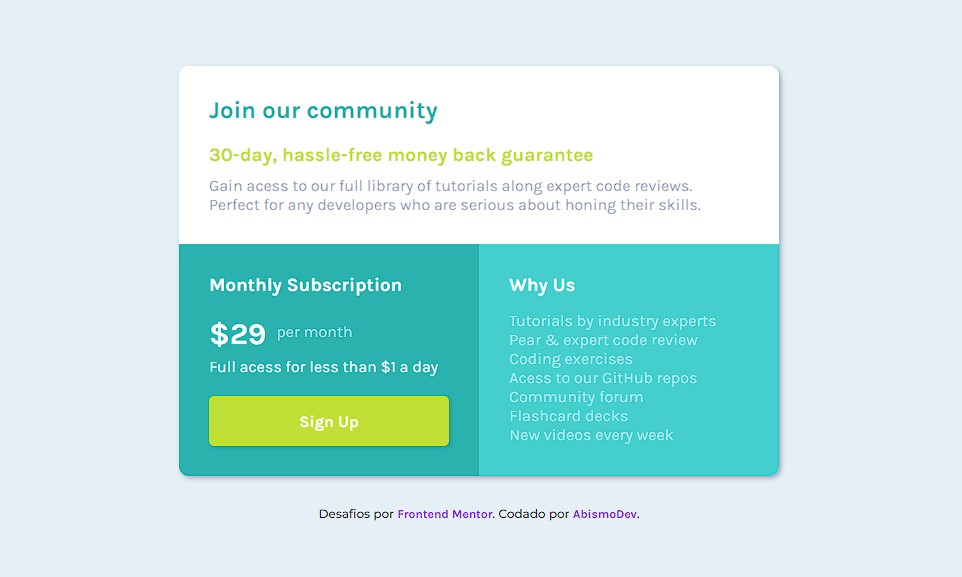 Join our community
30-day, hassle-free money back guarantee
Gain acess to our full library of tutorials along expert code reviews.
Perfect for any developers who are serious about honing their skills.
Monthly Subscription
$29 per month
Full acess for less than $1 a day
Sign Up
Why Us
Tutorials by industry experts
Pear & expert code review
Coding exercises
Acess to our GitHub repos
Community forum
Flashcard decks
New videos every week
Desafios por Frontend Mentor. Codado por AbismoDev.